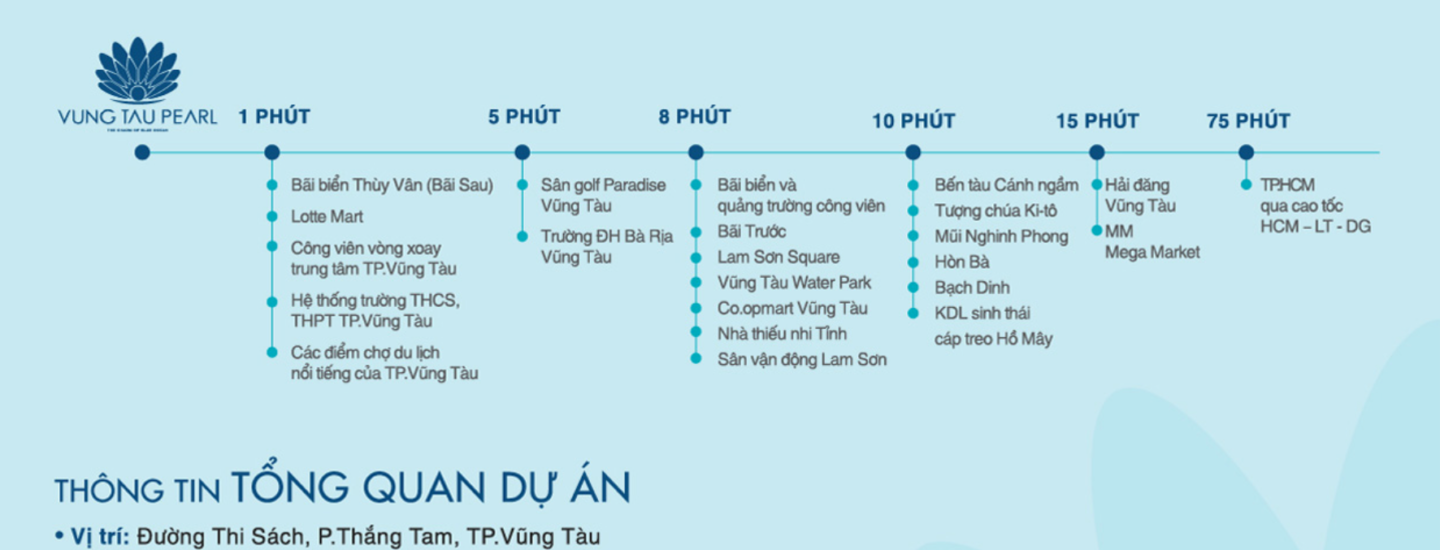 VUNG TAU PEARL
1 PHÚT
5 PHÚT
8 PHÚT
10 PHÚT
15 PHÚT
75 PHÚT
Bãi biển Thùy Vân (Bãi Sau)
Lotte Mart
Công viên vòng xoay
trung tâm TP.Vũng Tàu
Hệ thống trường THCS,
THPT TP.Vũng Tàu
Các điểm chợ du lịch
nổi tiếng của TP.Vũng Tàu
Sân golf Paradise
Vũng Tàu
Trường ĐH Bà Rịa
Vũng Tàu
Bãi biển và
quảng trường công viên
Bãi Trước
Lam Sơn Square
Vũng Tàu Water Park
Co.opmart Vũng Tàu
Nhà thiếu nhi Tỉnh
Sân vận động Lam Sơn
Bến tàu Cánh ngầm
Tượng chúa Ki-tô
Mũi Nghinh Phong
Hòn Bà
Bạch Dinh
KDL sinh thái
cáp treo Hồ Mây
Hải đăng
Vũng Tàu
MM
Mega Market
TP.HCM
qua cao tốc
HCM – LT - DG
THÔNG TIN TỔNG QUAN DỰ ÁN
• Vị trí: Đường Thi Sách, P.Thắng Tam, TP.Vũng Tàu